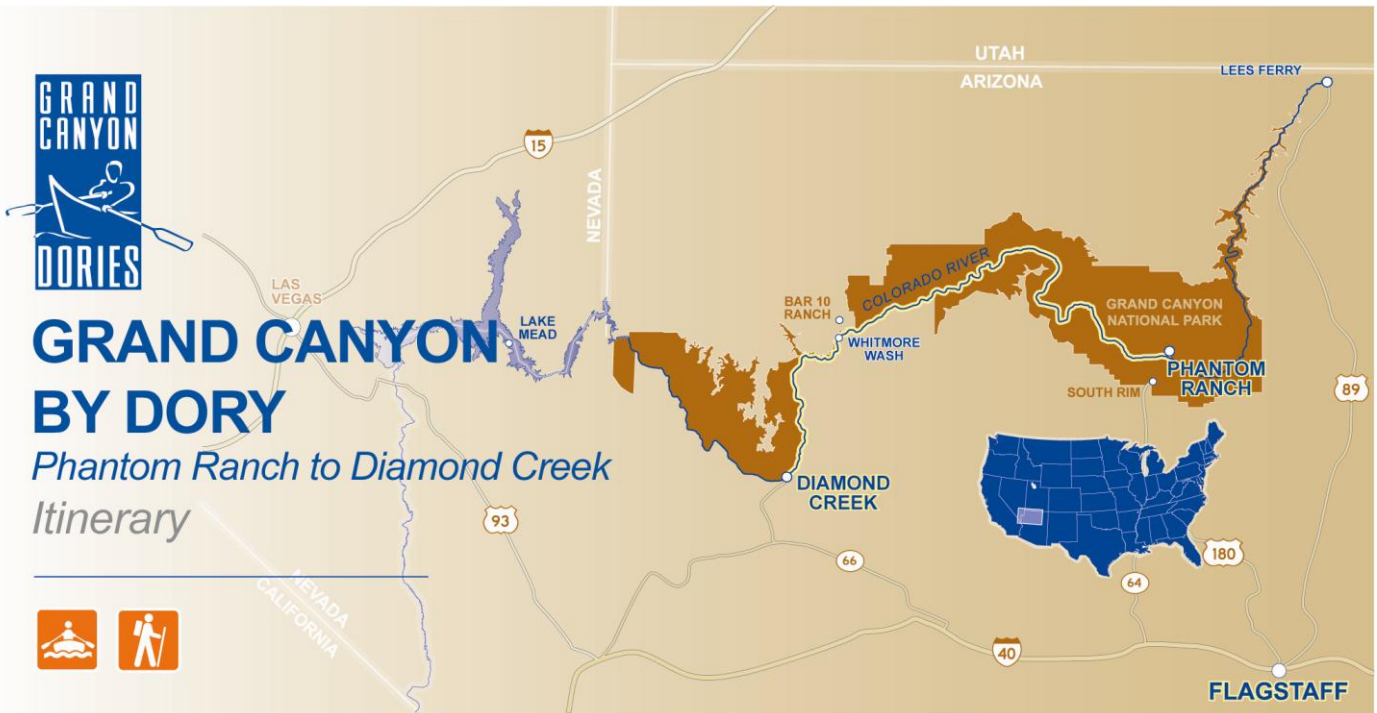 GRAND
CANYON
DORIES
GRAND CANYON
BY DORY
Phantom Ranch to Diamond Creek
Itinerary
UTAH
ARIZONA
LEES FERRY
15
NEVADA
LAS
VEGAS
LAKE
MEAD
BAR 10
RANCH
COLORADO RIVER
WHITMORE
WASH
GRAND CANYON
NATIONAL PARK
PHANTOM
RANCH
SOUTH RIM
89
DIAMOND
CREEK
93
66
180
64
NEVADA
CALIFORNIA
40
FLAGSTAFF